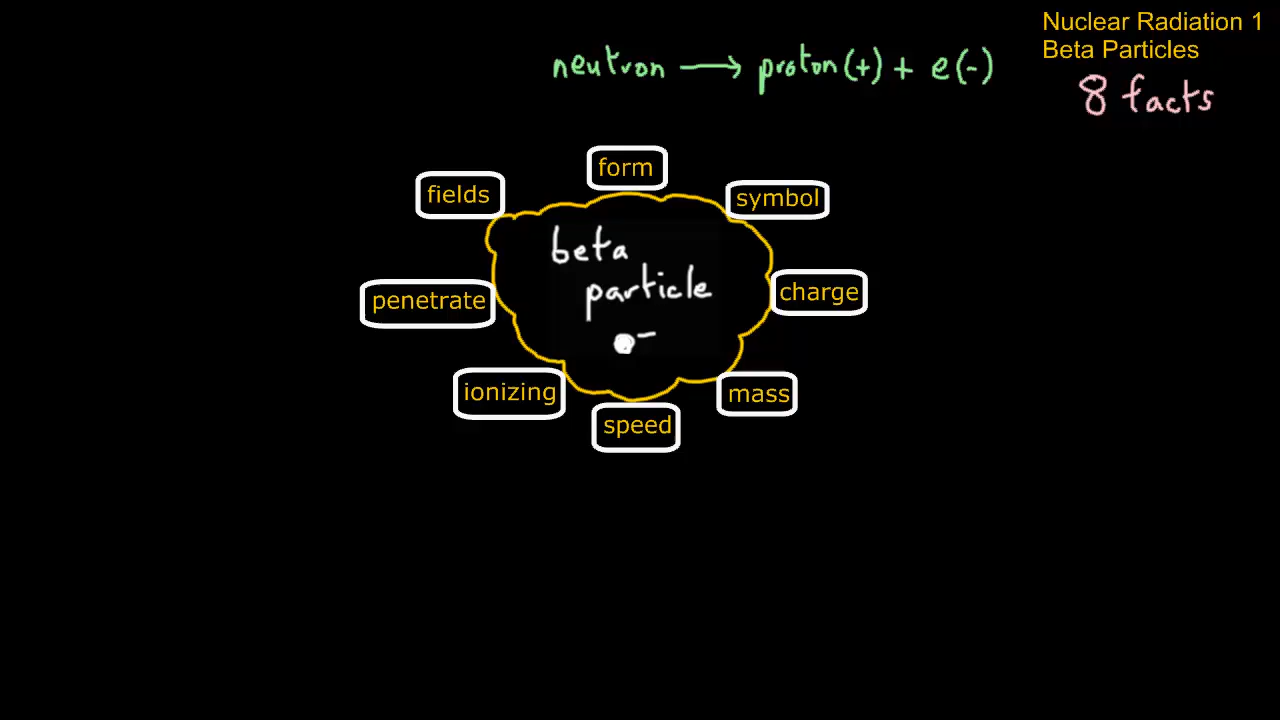 Nuclear Radiation 1
Beta Particles
8 facts
neutron → proton (+) + e (-)
form
fields
symbol
beta
particle
penetrate
charge
ionizing
mass
speed